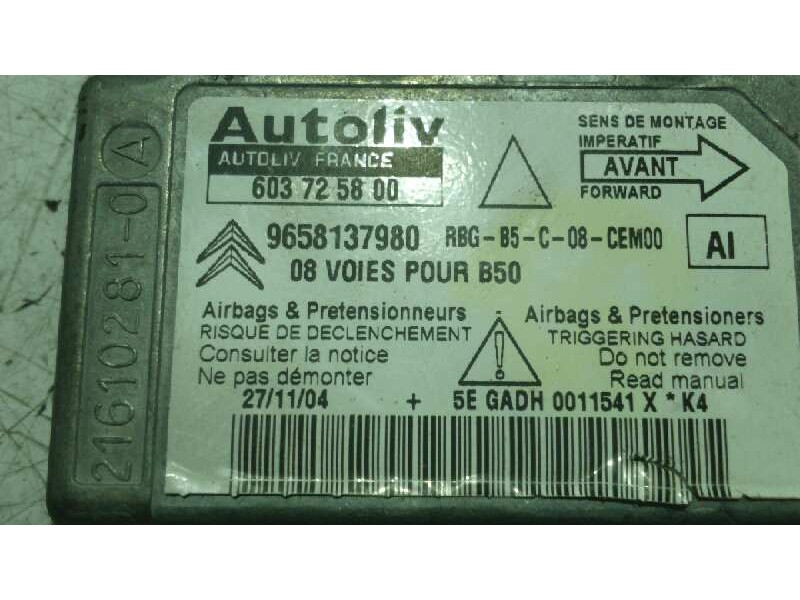 Autoliv
AUTOLIV FRANCE
603 72 58 00
SENS DE MONTAGE
IMPERATIF
AVANT
FORWARD
9658137980 RBG-B5-C-08-CEM00
AI
08 VOIES POUR B50
Airbags & Pretensionneurs
RISQUE DE DECLENCHEMENT
Consulter la notice
Ne pas démonter
Airbags & Pretensioners
TRIGGERING HASARD
Do not remove
Read manual
27/11/04 + 5E GADH 0011541 X * K4
21610281-0 A